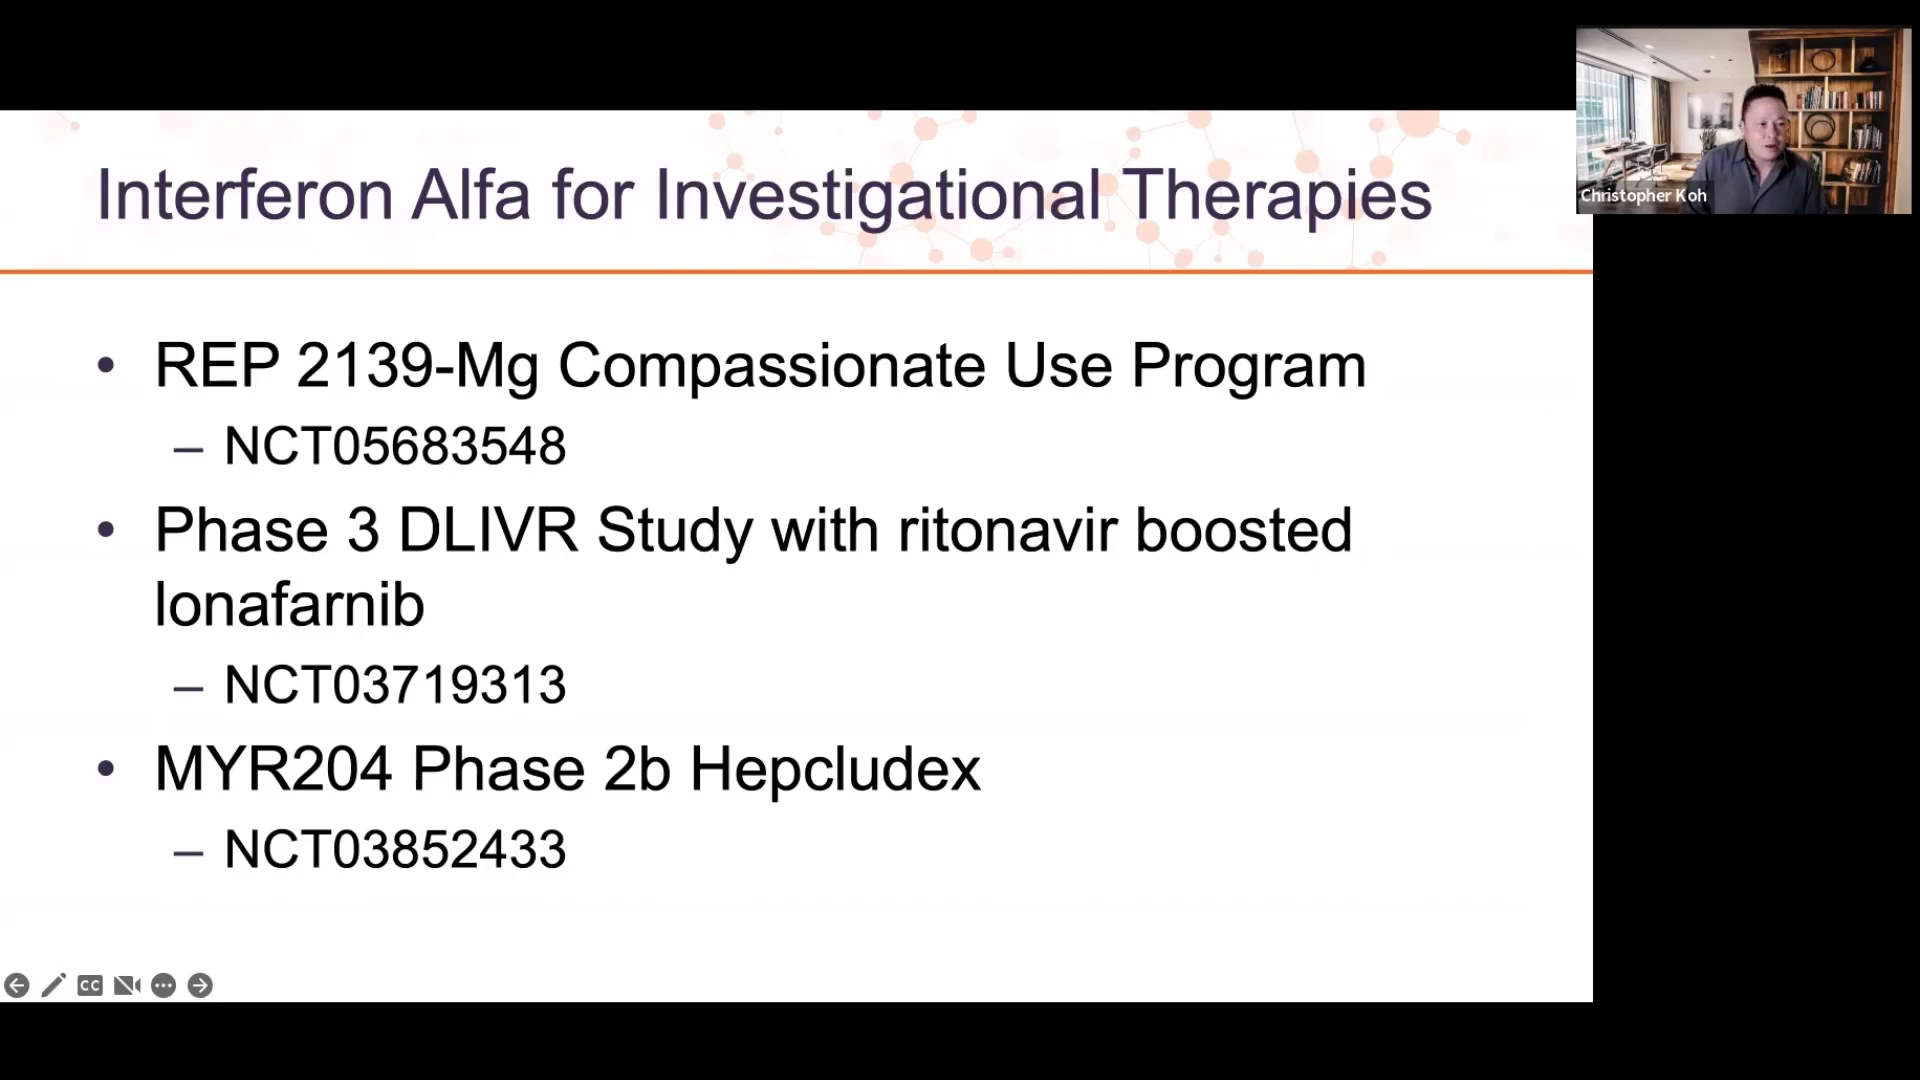 Interferon Alfa for Investigational Therapies
Christopher Koh
• REP 2139-Mg Compassionate Use Program
– NCT05683548
• Phase 3 DLIVR Study with ritonavir boosted
lonafarnib
– NCT03719313
• MYR204 Phase 2b Hepcludex
– NCT03852433
CC